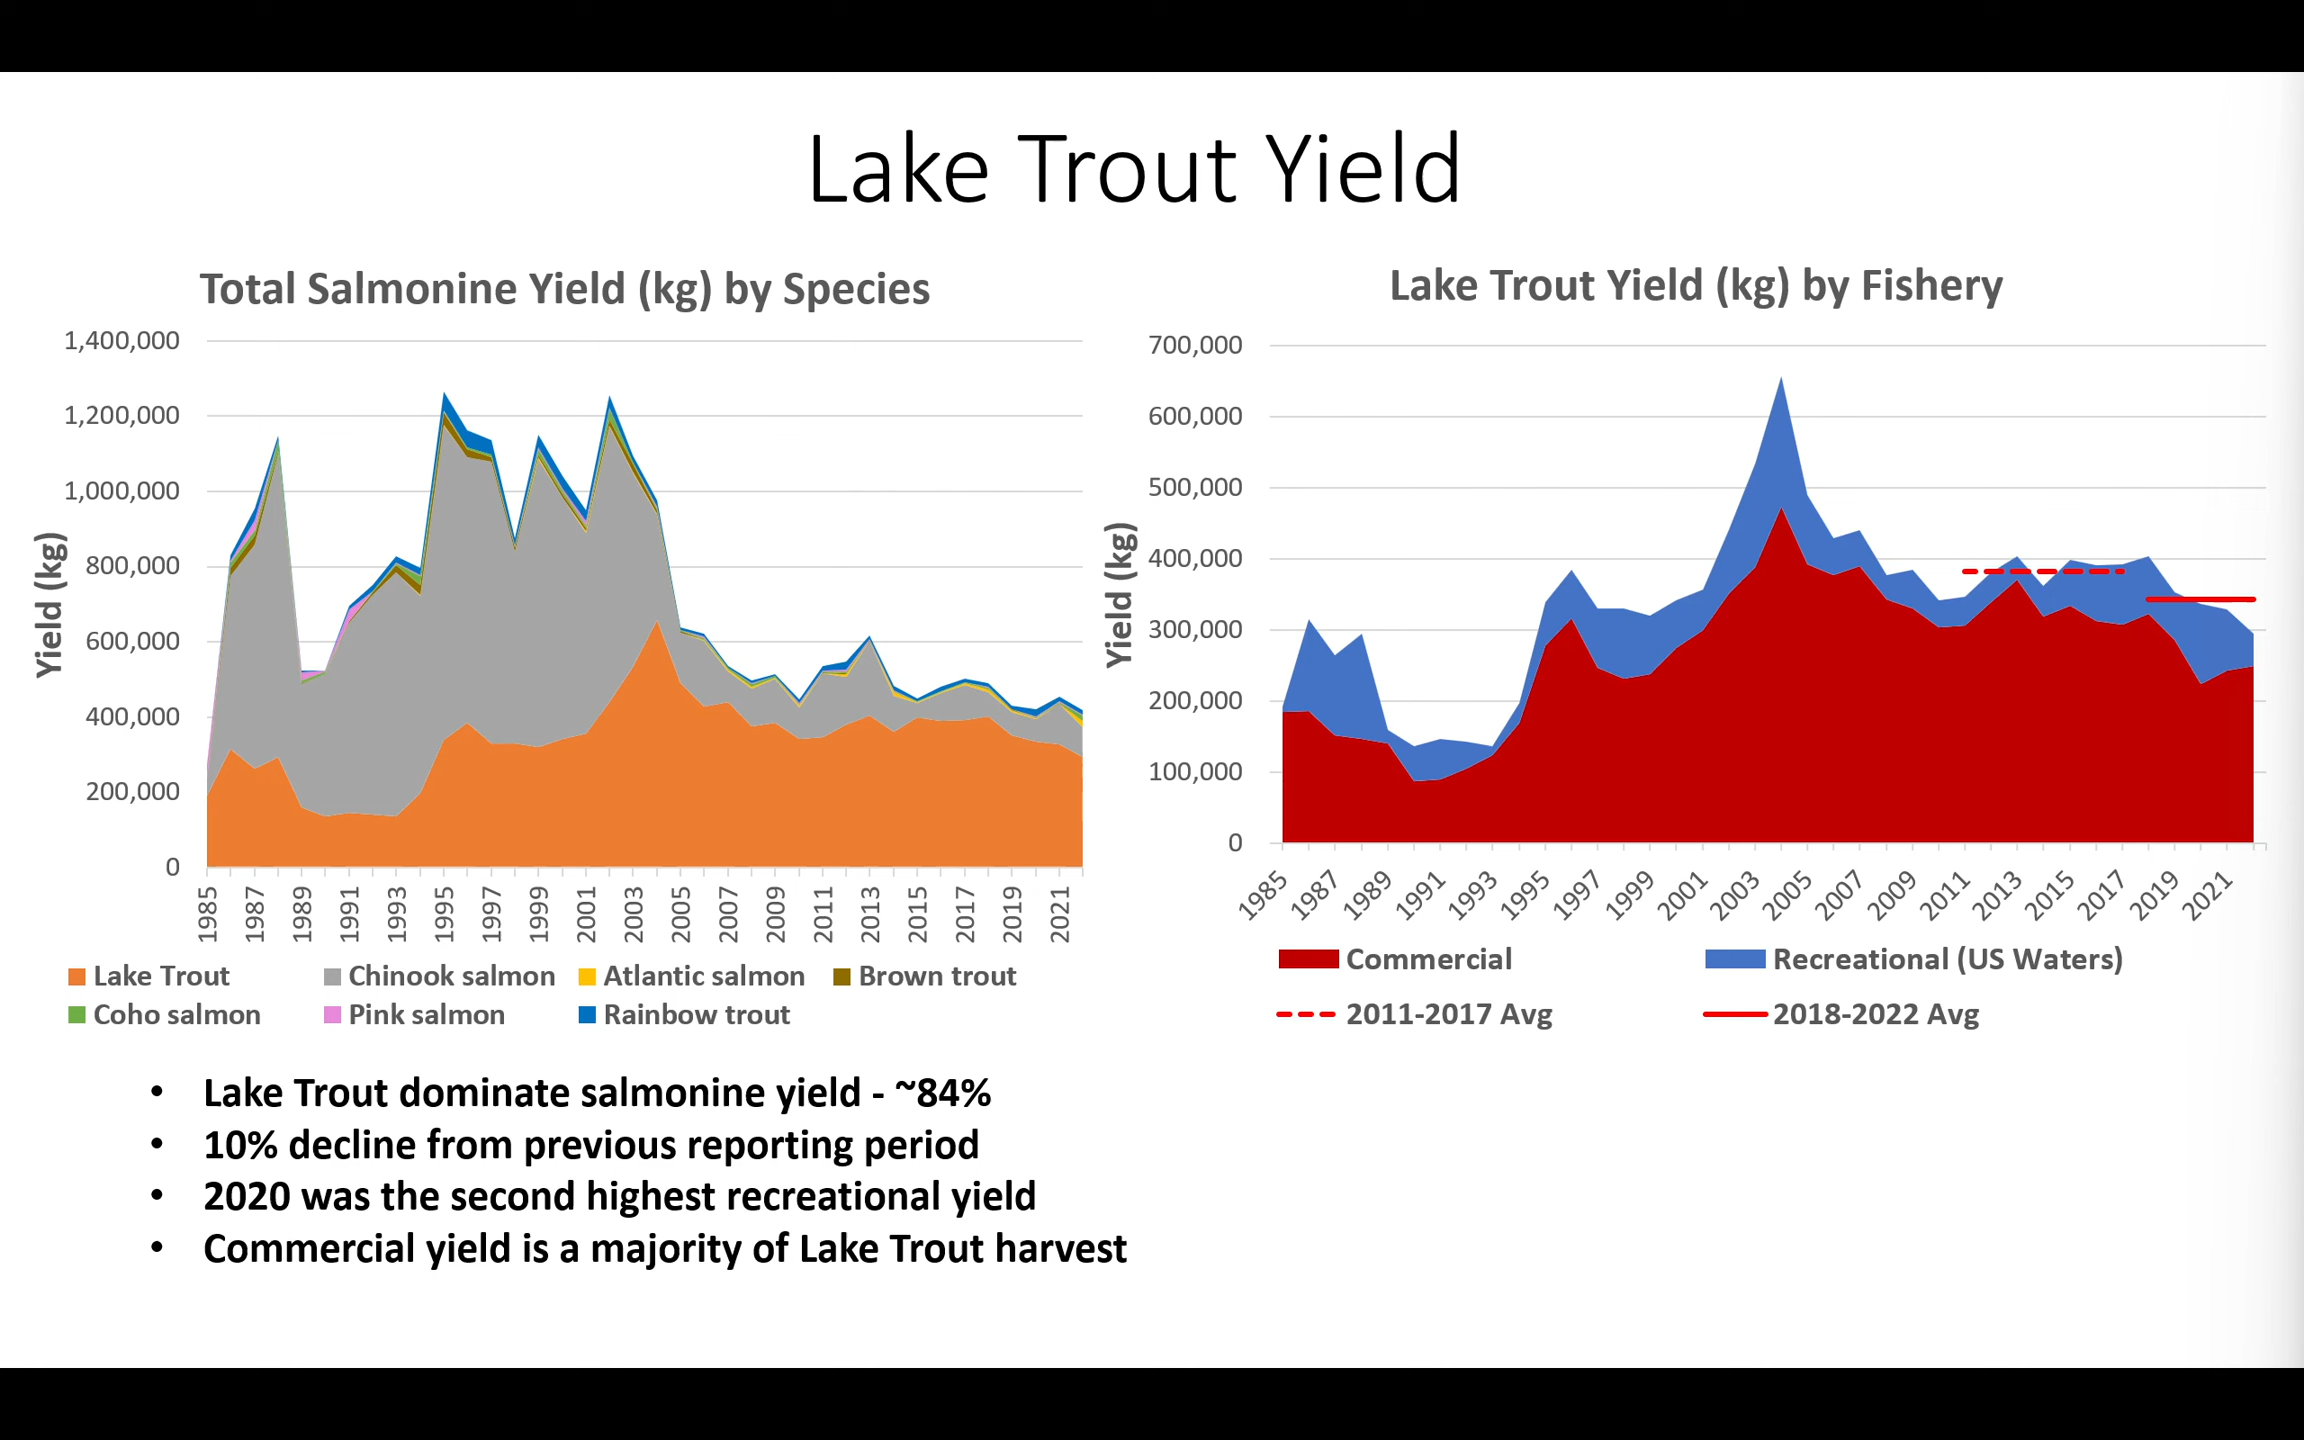 Lake Trout Yield
Total Salmonine Yield (kg) by Species
1,400,000
1,200,000
1,000,000
800,000
600,000
400,000
200,000
0
Yield (kg)
1985 1987 1989 1991 1993 1995 1997 1999 2001 2003 2005 2007 2009 2011 2013 2015 2017 2019 2021
Lake Trout Chinook salmon Atlantic salmon Brown trout
Coho salmon Pink salmon Rainbow trout
Lake Trout Yield (kg) by Fishery
700,000
600,000
500,000
400,000
300,000
200,000
100,000
0
Yield (kg)
1985 1987 1989 1991 1993 1995 1997 1999 2001 2003 2005 2007 2009 2011 2013 2015 2017 2019 2021
Commercial Recreational (US Waters)
2011-2017 Avg 2018-2022 Avg
• Lake Trout dominate salmonine yield - ~84%
• 10% decline from previous reporting period
• 2020 was the second highest recreational yield
• Commercial yield is a majority of Lake Trout harvest